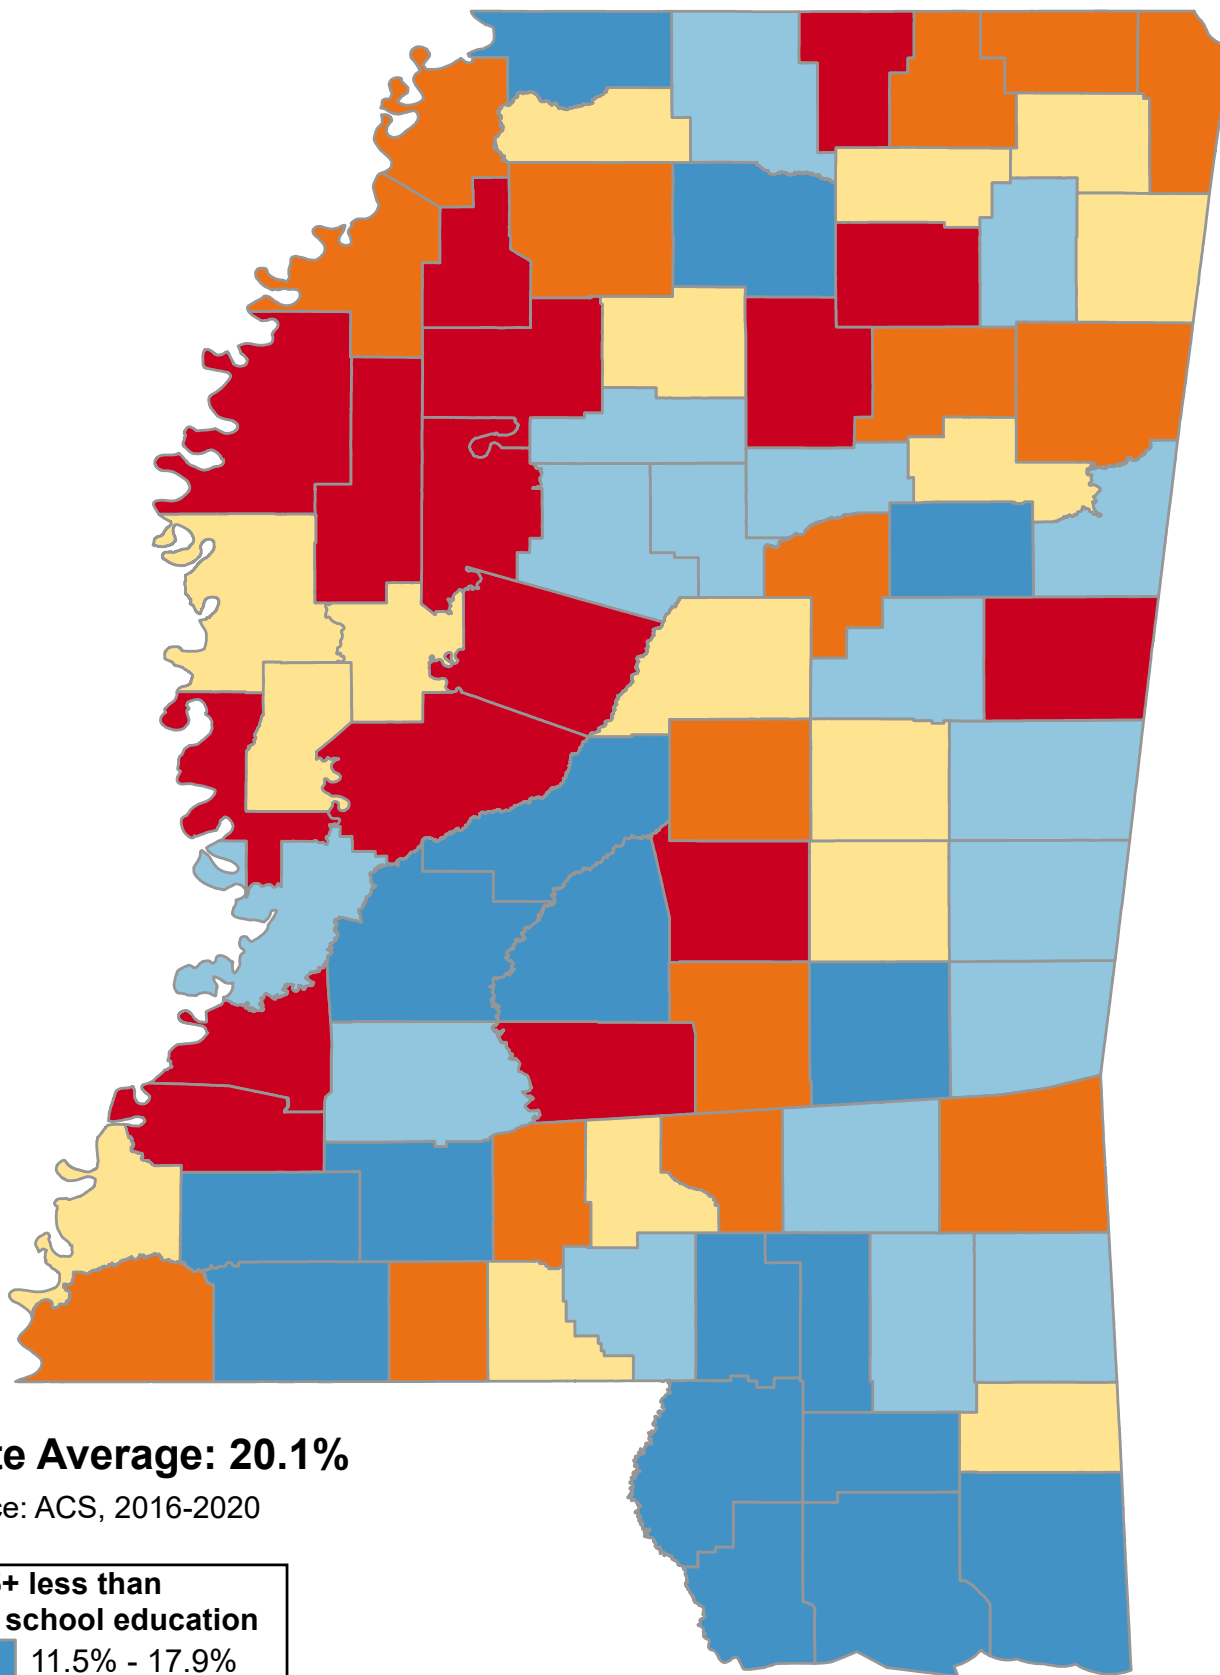 te Average: 20.1%
ce: ACS, 2016-2020
+ less than
school education
11.5% - 17.9%